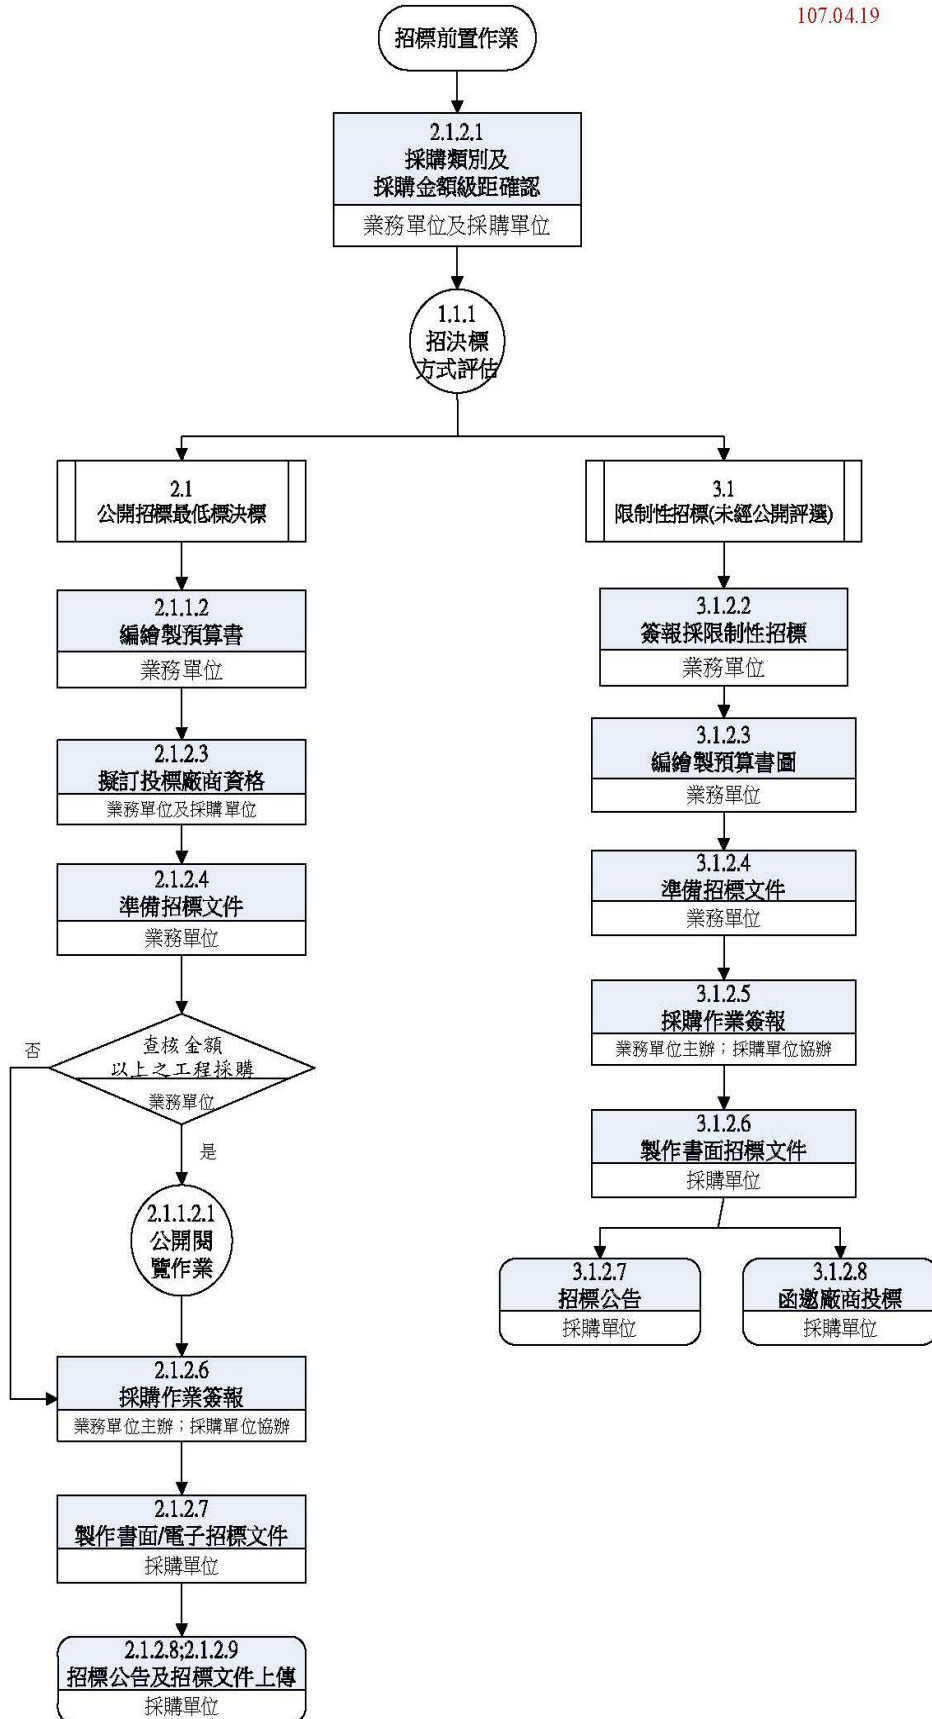 107.04.19
招標前置作業
2.1.2.1
採購類別及
採購金額級距確認
業務單位及採購單位
1.1.1
招決標
方式評估
2.1
公開招標最低標決標
2.1.1.2
編繪製預算書
業務單位
2.1.2.3
擬訂投標廠商資格
業務單位及採購單位
2.1.2.4
準備招標文件
業務單位
查核金額
以上之工程採購
業務單位
否
是
2.1.1.2.1
公開閱
覽作業
2.1.2.6
採購作業簽報
業務單位主辦；採購單位協辦
2.1.2.7
製作書面/電子招標文件
採購單位
2.1.2.8;2.1.2.9
招標公告及招標文件上傳
採購單位
3.1
限制性招標(未經公開評選)
3.1.2.2
簽報採限制性招標
業務單位
3.1.2.3
編繪製預算書圖
業務單位
3.1.2.4
準備招標文件
業務單位
3.1.2.5
採購作業簽報
業務單位主辦；採購單位協辦
3.1.2.6
製作書面招標文件
採購單位
3.1.2.7
招標公告
採購單位
3.1.2.8
函邀廠商投標
採購單位